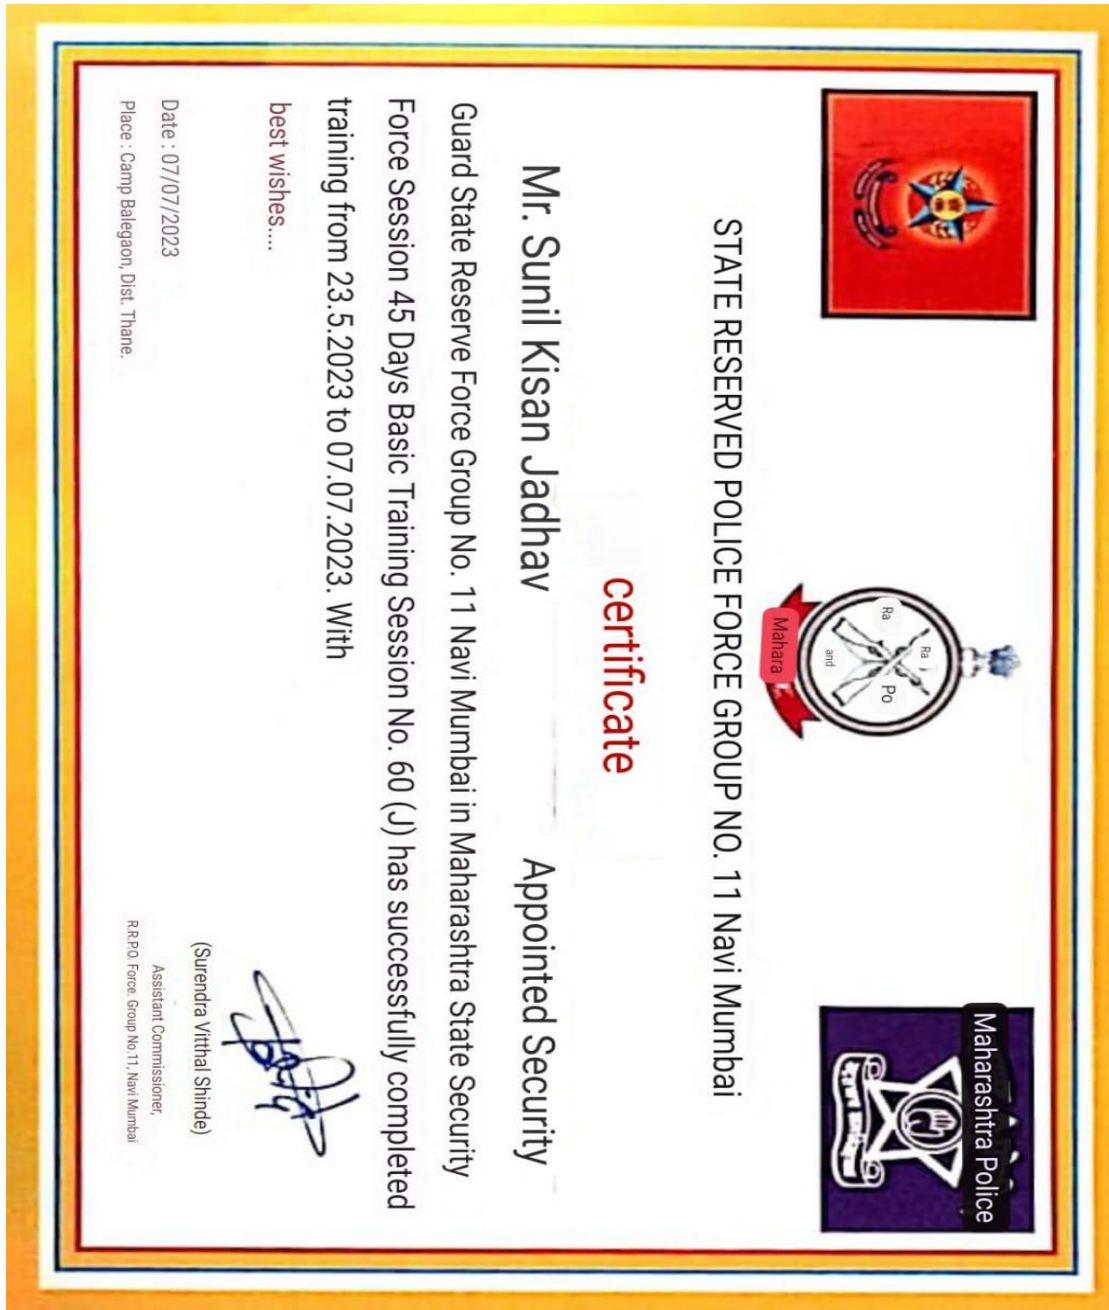 Maharashtra Police
Ra
Ra
Po
and
Mahara
STATE RESERVED POLICE FORCE GROUP NO. 11 Navi Mumbai
certificate
Mr. Sunil Kisan Jadhav Appointed Security
Guard State Reserve Force Group No. 11 Navi Mumbai in Maharashtra State Security
Force Session 45 Days Basic Training Session No. 60 (J) has successfully completed
training from 23.5.2023 to 07.07.2023. With
best wishes....
(Surendra Vitthal Shinde)
Date : 07/07/2023
Assistant Commissioner,
Place : Camp Balegaon, Dist. Thane.
R.R.P.O. Force. Group No.11, Navi Mumbai